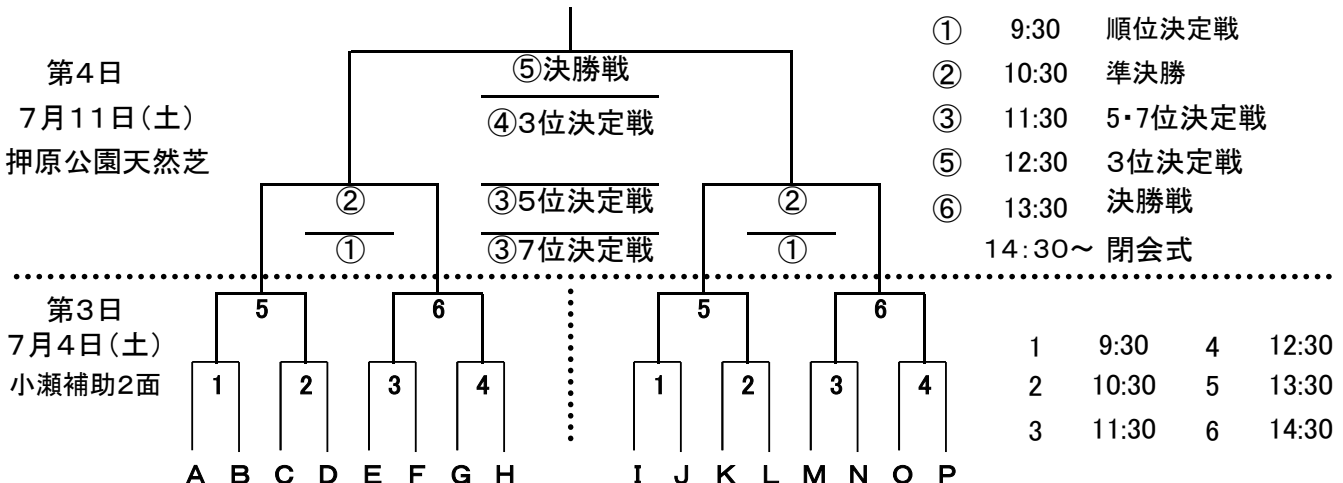 第4日
7月11日(土)
押原公園天然芝
⑤決勝戦
④3位決定戦
② ③5位決定戦 ②
① ③7位決定戦 ①
① 9:30 順位決定戦
② 10:30 準決勝
③ 11:30 5・7位決定戦
⑤ 12:30 3位決定戦
⑥ 13:30 決勝戦
14:30~ 閉会式
第3日
7月4日(土)
小瀬補助2面
5 6 5 6
1 2 3 4 1 2 3 4
A B C D E F G H I J K L M N O P
1 9:30 4 12:30
2 10:30 5 13:30
3 11:30 6 14:30